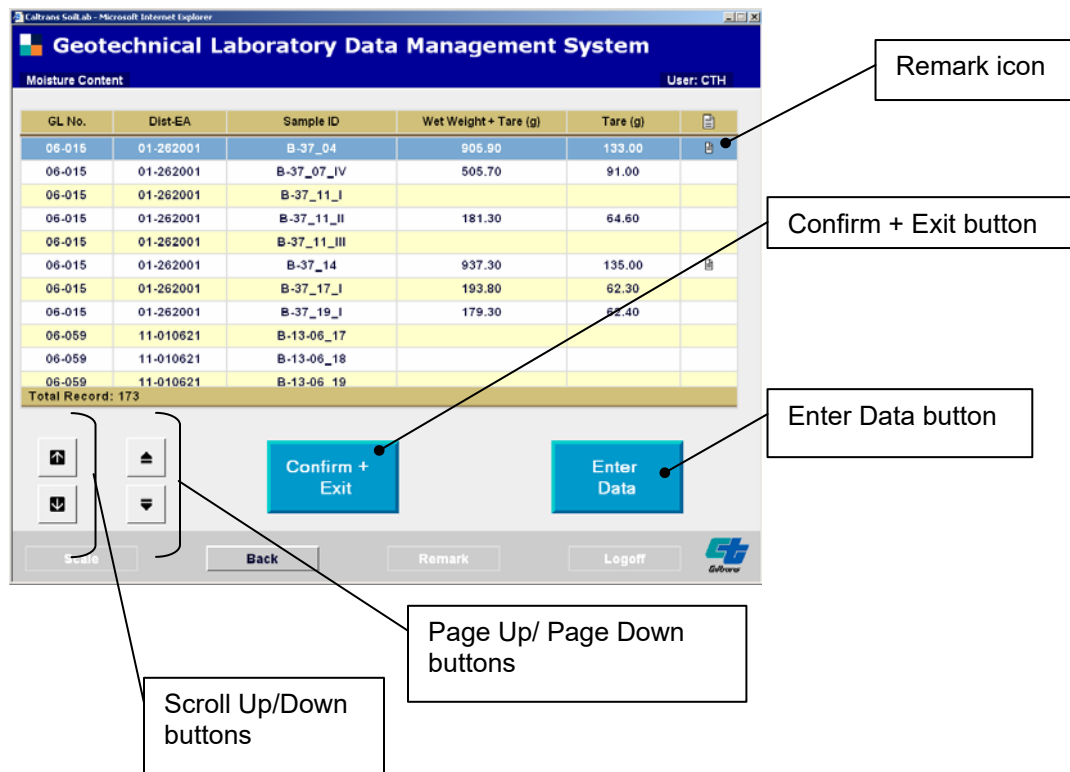 Caltrans SoilLab - Microsoft Internet Explorer
Geotechnical Laboratory Data Management System
Moisture Content User: CTH
Remark icon
GL No. Dist-EA Sample ID Wet Weight + Tare (g) Tare (g)
06-015 01-262001 B-37_04 905.90 133.00
06-015 01-262001 B-37_07_IV 505.70 91.00
06-015 01-262001 B-37_11_I
06-015 01-262001 B-37_11_II 181.30 64.60
06-015 01-262001 B-37_11_III
06-015 01-262001 B-37_14 937.30 135.00
06-015 01-262001 B-37_17_I 193.80 62.30
06-015 01-262001 B-37_19_I 179.30 62.40
06-059 11-010621 B-13-06_17
06-059 11-010621 B-13-06_18
06-059 11-010621 B-13-06_19
Total Record: 173
Confirm + Exit button
Enter Data button
Confirm +
Exit
Enter
Data
Scale Back Remark Logoff
Caltrans
Page Up/ Page Down
buttons
Scroll Up/Down
buttons